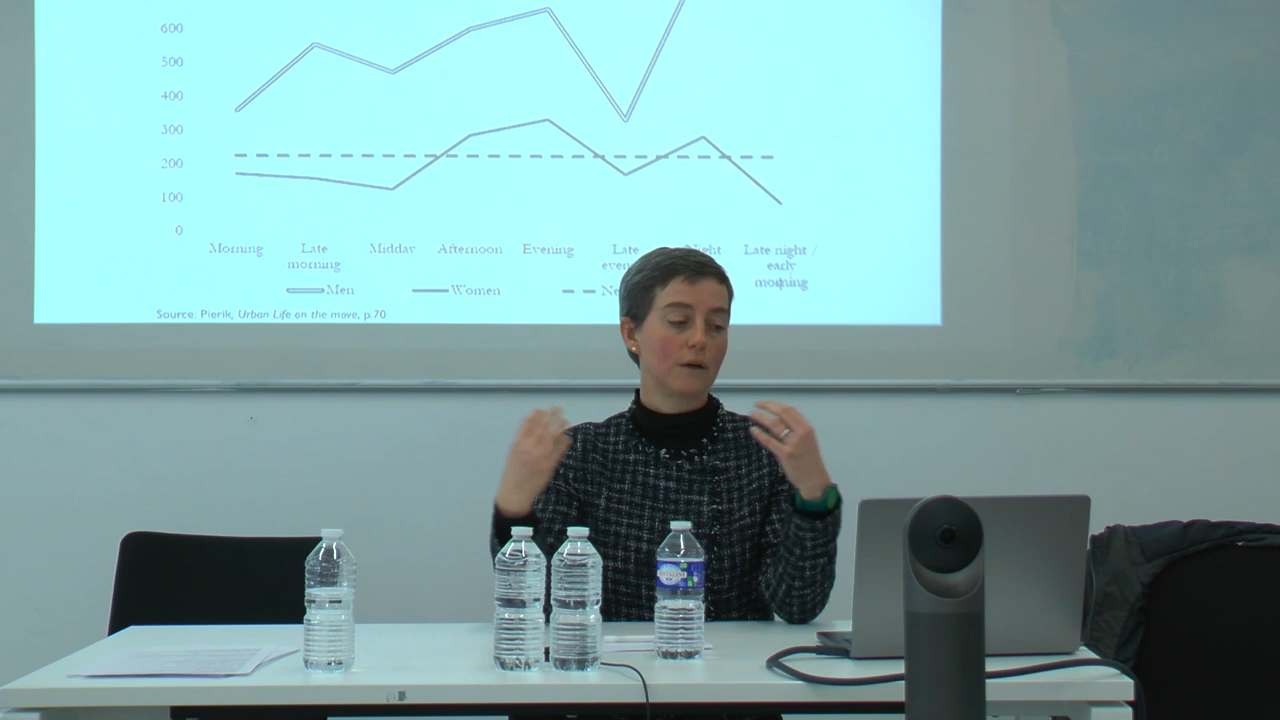 600
500
400
300
200
100
0
Morning
Late morning
Midday
Afternoon
Evening
Late
Late night / early morning
Men
Women
Source: Pierik, Urban Life on the move, p.70
CRISTALINE